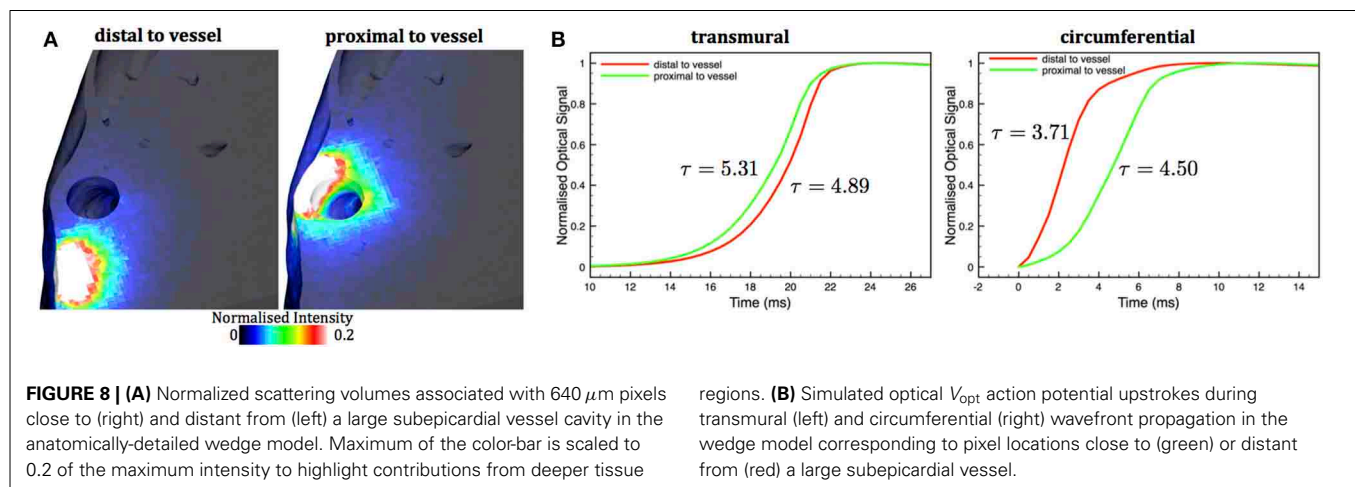 A
distal to vessel
proximal to vessel
Normalised Intensity
0
0.2
B
transmural
distal to vessel
proximal to vessel
Normalised Optical Signal
1
0.8
0.6
0.4
0.2
0
τ = 5.31
τ = 4.89
10 12 14 16 18 20 22 24 26
Time (ms)
circumferential
distal to vessel
proximal to vessel
Normalised Optical Signal
1
0.8
0.6
0.4
0.2
0
τ = 3.71
τ = 4.50
-2 0 2 4 6 8 10 12 14
Time (ms)
FIGURE 8 | (A) Normalized scattering volumes associated with 640 μm pixels
close to (right) and distant from (left) a large subepicardial vessel cavity in the
anatomically-detailed wedge model. Maximum of the color-bar is scaled to
0.2 of the maximum intensity to highlight contributions from deeper tissue
regions. (B) Simulated optical Vopt action potential upstrokes during
transmural (left) and circumferential (right) wavefront propagation in the
wedge model corresponding to pixel locations close to (green) or distant
from (red) a large subepicardial vessel.